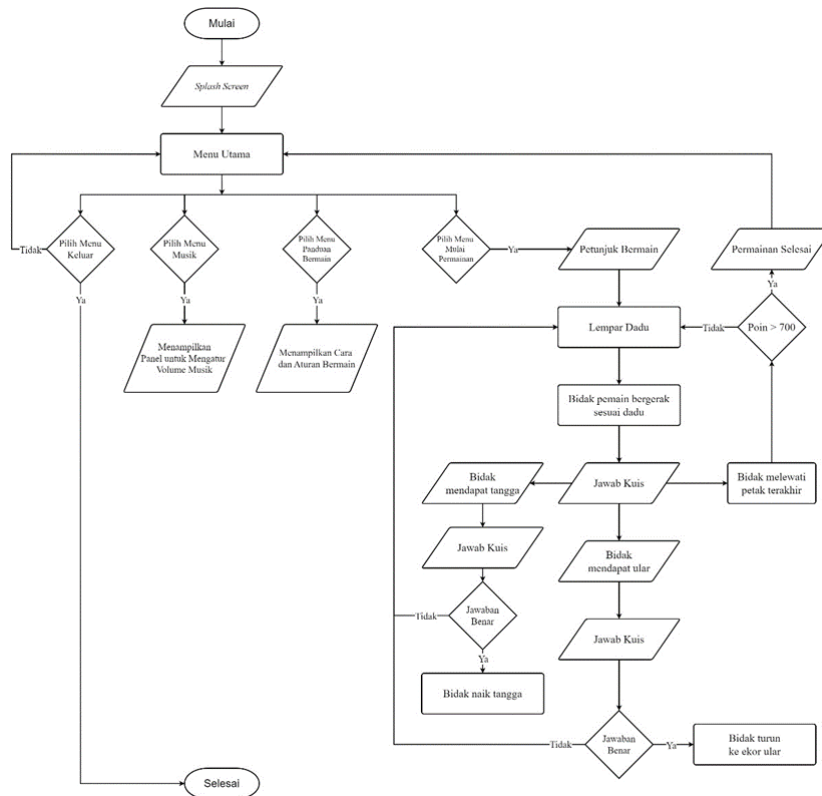 Mulai
Splash Screen
Menu Utama
Tidak
Pilih Menu
Keluar
Pilih Menu
Musik
Pilih Menu
Panduan
Bermain
Pilih Menu
Mulai
Permainan
Ya
Petunjuk Bermain
Permainan Selesai
Ya
Ya
Ya
Ya
Menampilkan
Panel untuk Mengatur
Volume Musik
Menampilkan Cara
dan Aturan Bermain
Lempar Dadu
Tidak
Poin > 700
Bidak pemain bergerak
sesuai dadu
Bidak
mendapat tangga
Jawab Kuis
Bidak melewati
petak terakhir
Jawab Kuis
Bidak
mendapat ular
Tidak
Jawaban
Benar
Jawab Kuis
Ya
Bidak naik tangga
Tidak
Jawaban
Benar
Ya
Bidak turun
ke ekor ular
Selesai